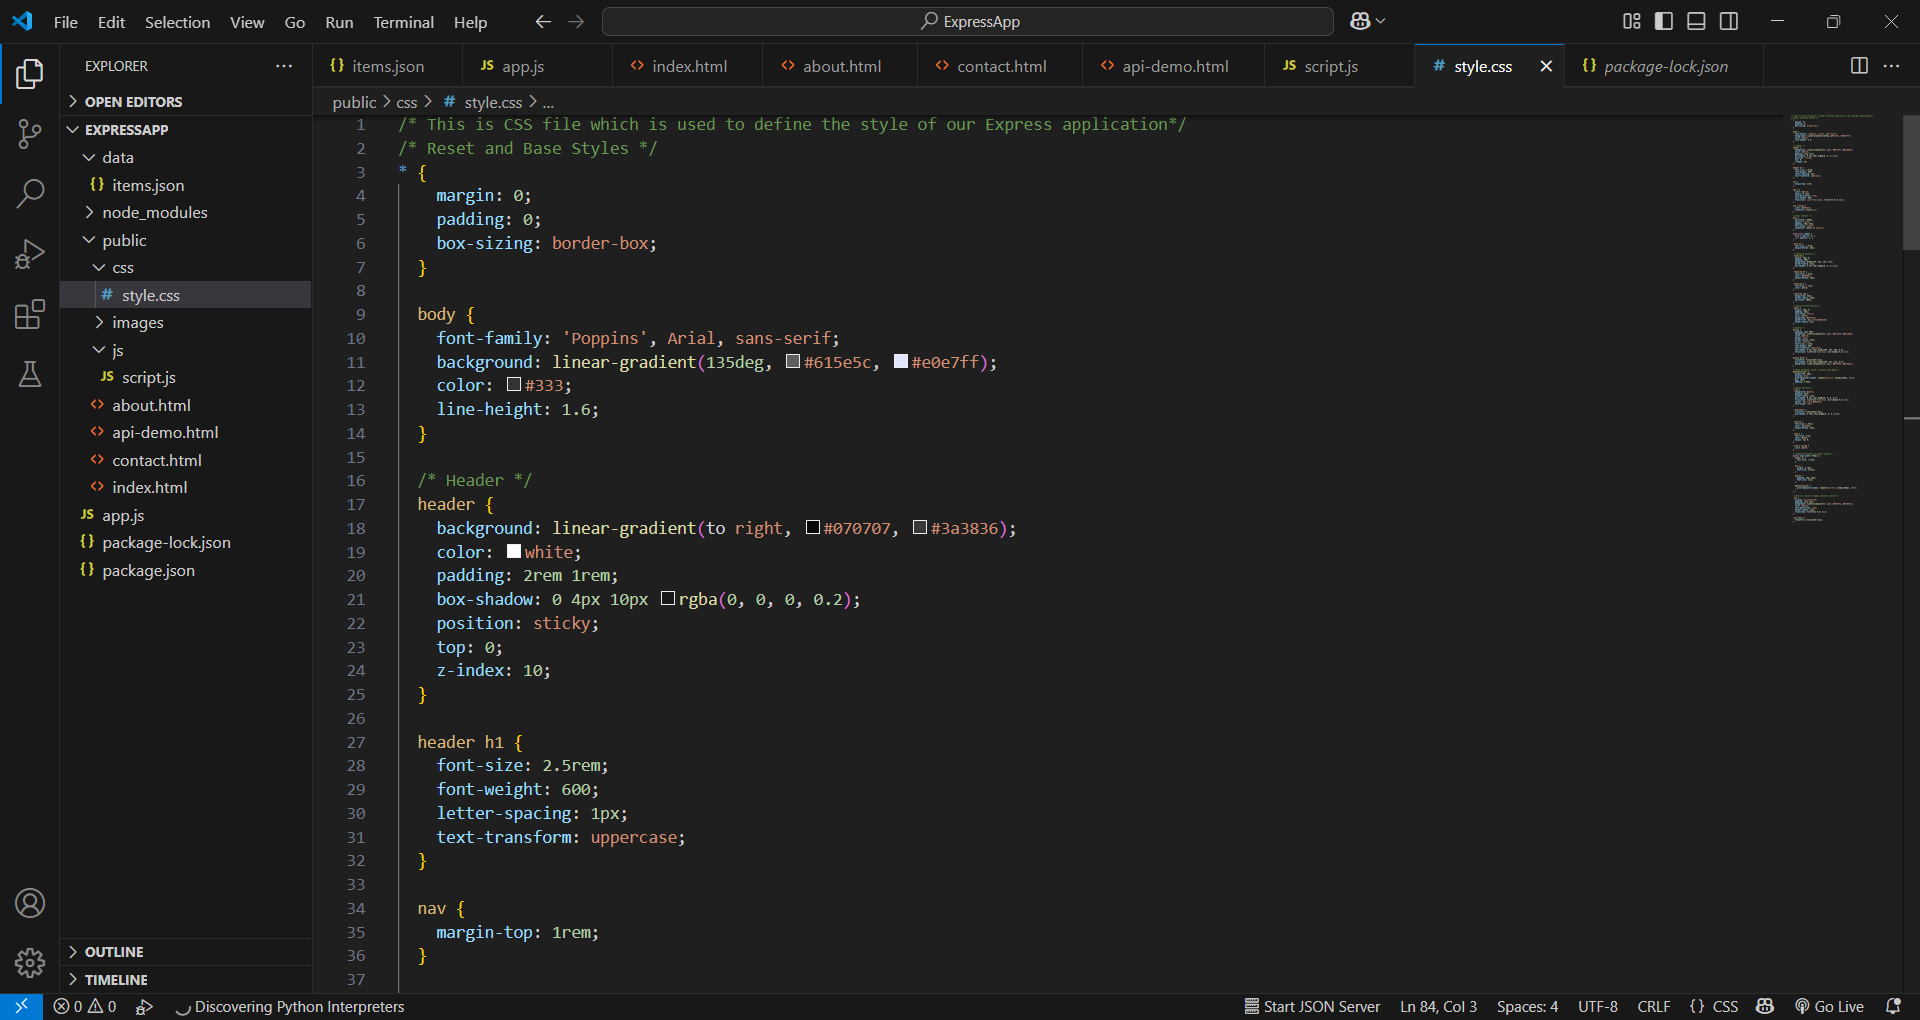 File Edit Selection View Go Run Terminal Help
ExpressApp
EXPLORER
OPEN EDITORS
EXPRESSAPP
data
items.json
node_modules
public
css
style.css
images
js
script.js
about.html
api-demo.html
contact.html
index.html
app.js
package-lock.json
package.json
OUTLINE
TIMELINE
items.json app.js index.html about.html contact.html api-demo.html script.js style.css package-lock.json
public > css > # style.css > ...
1 /* This is CSS file which is used to define the style of our Express application*/
2 /* Reset and Base Styles */
3 * {
4 margin: 0;
5 padding: 0;
6 box-sizing: border-box;
7 }
8
9 body {
10 font-family: 'Poppins', Arial, sans-serif;
11 background: linear-gradient(135deg, #615e5c, #e0e7ff);
12 color: #333;
13 line-height: 1.6;
14 }
15
16 /* Header */
17 header {
18 background: linear-gradient(to right, #070707, #3a3836);
19 color: white;
20 padding: 2rem 1rem;
21 box-shadow: 0 4px 10px rgba(0, 0, 0, 0.2);
22 position: sticky;
23 top: 0;
24 z-index: 10;
25 }
26
27 header h1 {
28 font-size: 2.5rem;
29 font-weight: 600;
30 letter-spacing: 1px;
31 text-transform: uppercase;
32 }
33
34 nav {
35 margin-top: 1rem;
36 }
37
0 0 Discovering Python Interpreters Start JSON Server Ln 84, Col 3 Spaces: 4 UTF-8 CRLF {} CSS Go Live